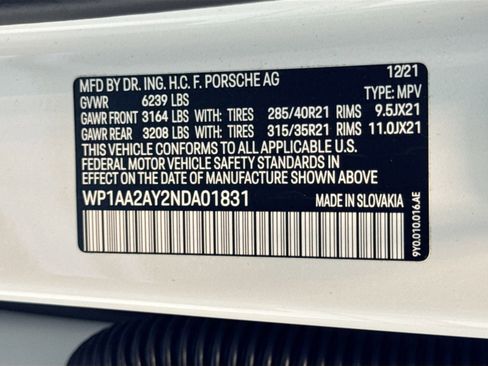 MFD BY DR. ING. H.C. F. PORSCHE AG 12/21
GVWR 6239 LBS TYPE: MPV
GAWR FRONT 3164 LBS WITH: TIRES 285/40R21 RIMS 9.5JX21
GAWR REAR 3208 LBS WITH: TIRES 315/35R21 RIMS 11.0JX21
THIS VEHICLE CONFORMS TO ALL APPLICABLE U.S.
FEDERAL MOTOR VEHICLE SAFETY STANDARDS IN
EFFECT ON THE DATE OF MANUFACTURE SHOWN ABOVE.
WP1AA2AY2NDA01831 MADE IN SLOVAKIA
9Y0.010.016.AE